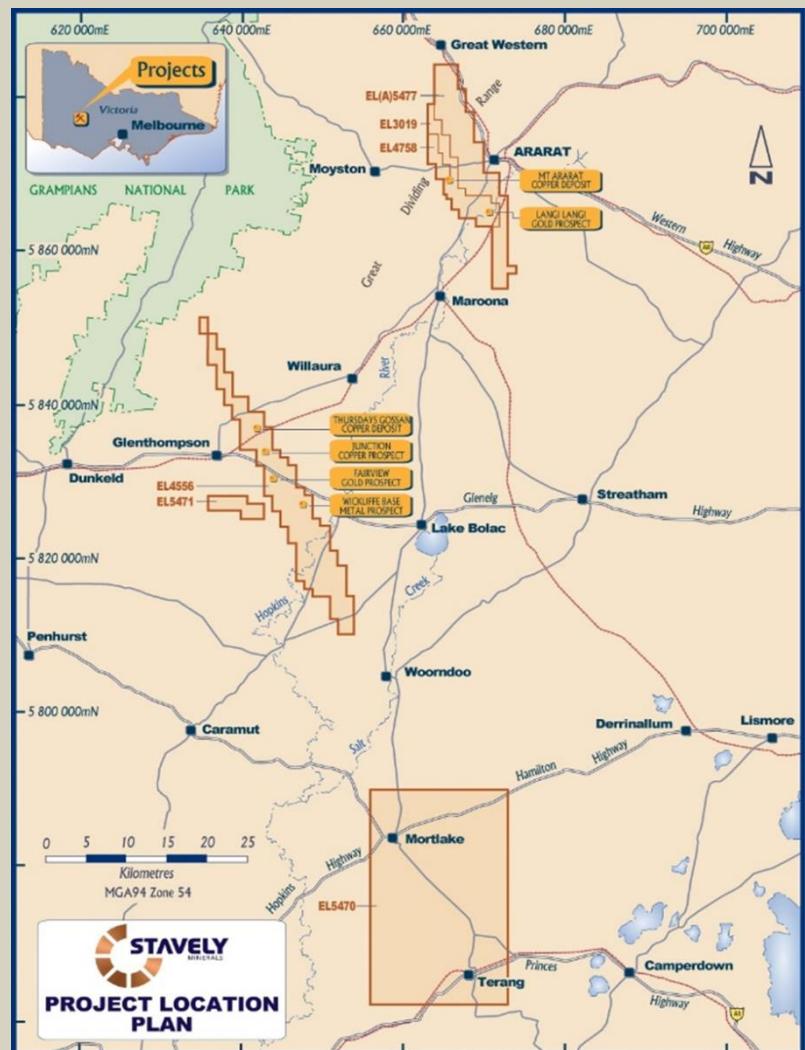 620 000mE
640 000mE
660 000mE
680 000mE
700 000mE
Great Western
Projects
Victoria
Melbourne
EL(A)5477
Range
EL3019
EL4758
ARARAT
Moyston
MT ARARAT
COPPER DEPOSIT
N
GRAMPIANS NATIONAL PARK
Dividing
LANGI LANGI
GOLD PROSPECT
Western
A8
Highway
5 860 000mN
Great
Maroona
Willaura
River
5 840 000mN
THURSDAYS GOSSAN
COPPER DEPOSIT
Glenthompson
JUNCTION
COPPER PROSPECT
Dunkeld
FAIRVIEW
GOLD PROSPECT
EL4556
EL5471
WICKLIFFE BASE
METAL PROSPECT
Glenelg
Streatham
Highway
Lake Bolac
5 820 000mN
Creek
Hopkins
Penhurst
Woorndoo
5 800 000mN
Caramut
Derrinallum
Lismore
Salt
Highway
Hamilton
0 5 10 15 20 25
Kilometres
MGA94 Zone 54
Mortlake
Highway
Hopkins
EL5470
STAVELY
MINERALS
PROJECT LOCATION
PLAN
Princes
Camperdown
Terang
Highway
A1